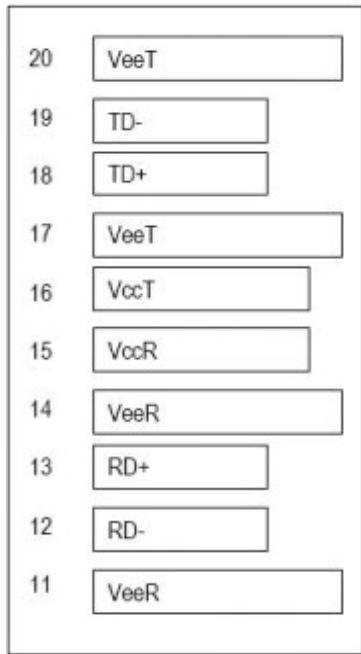 20 VeeT
19 TD-
18 TD+
17 VeeT
16 VccT
15 VccR
14 VeeR
13 RD+
12 RD-
11 VeeR